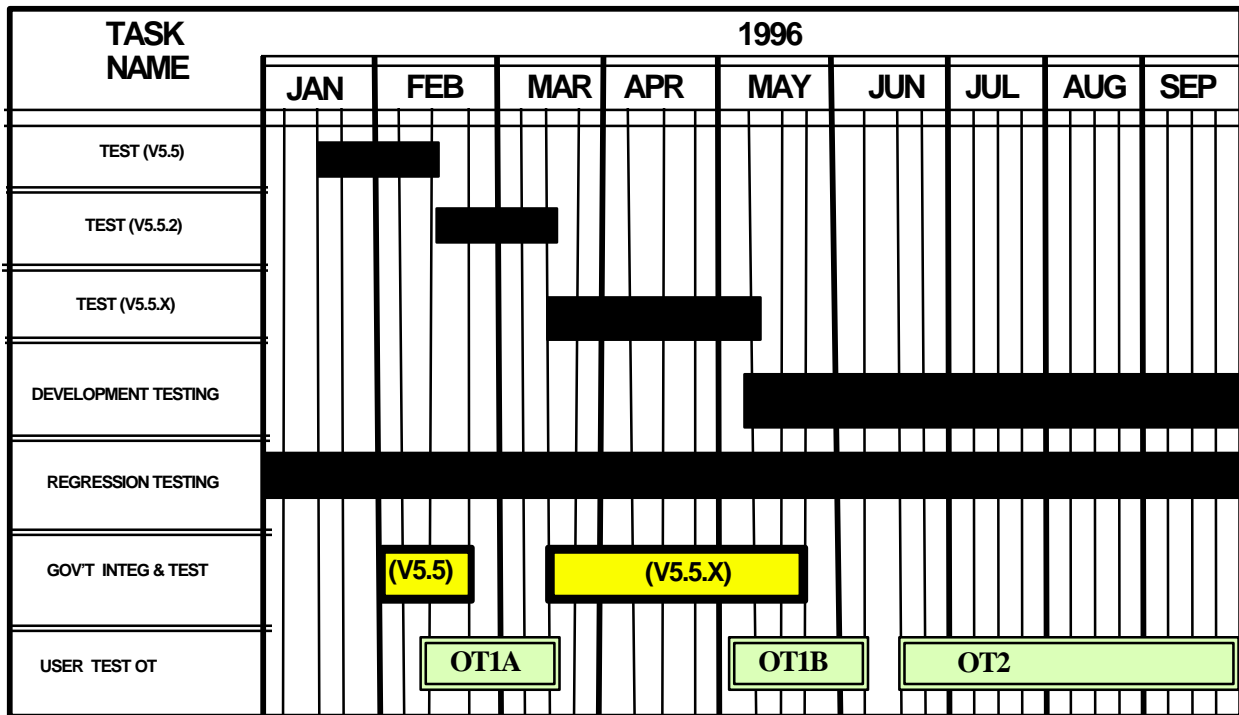 TASK
NAME
1996
JAN FEB MAR APR MAY JUN JUL AUG SEP
TEST (V5.5)
TEST (V5.5.2)
TEST (V5.5.X)
DEVELOPMENT TESTING
REGRESSION TESTING
GOV'T INTEG & TEST (V5.5) (V5.5.X)
USER TEST OT OT1A OT1B OT2